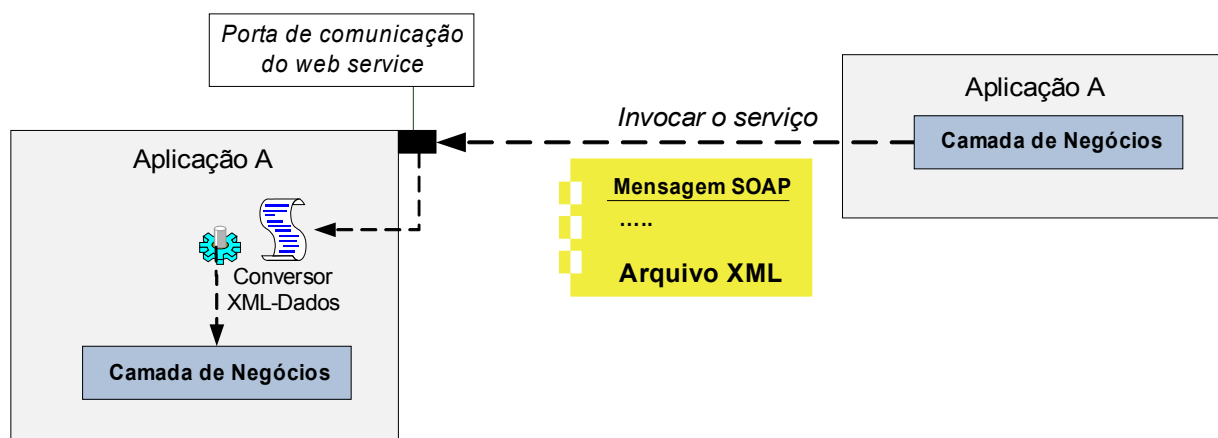 Porta de comunicação
do web service
Aplicação A
Invocar o serviço
Camada de Negócios
Aplicação A
Mensagem SOAP
.....
Arquivo XML
Conversor
XML-Dados
Camada de Negócios